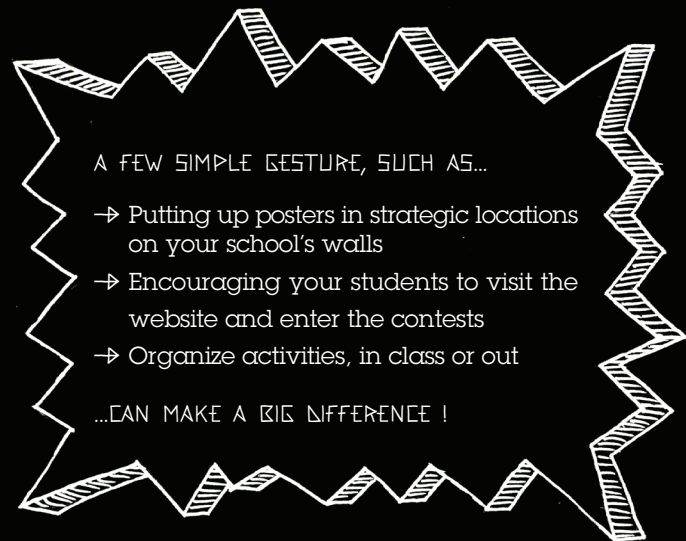 A FEW SIMPLE GESTURE, SUCH AS...
→ Putting up posters in strategic locations
on your school's walls
→ Encouraging your students to visit the
website and enter the contests
→ Organize activities, in class or out
...CAN MAKE A BIG DIFFERENCE !